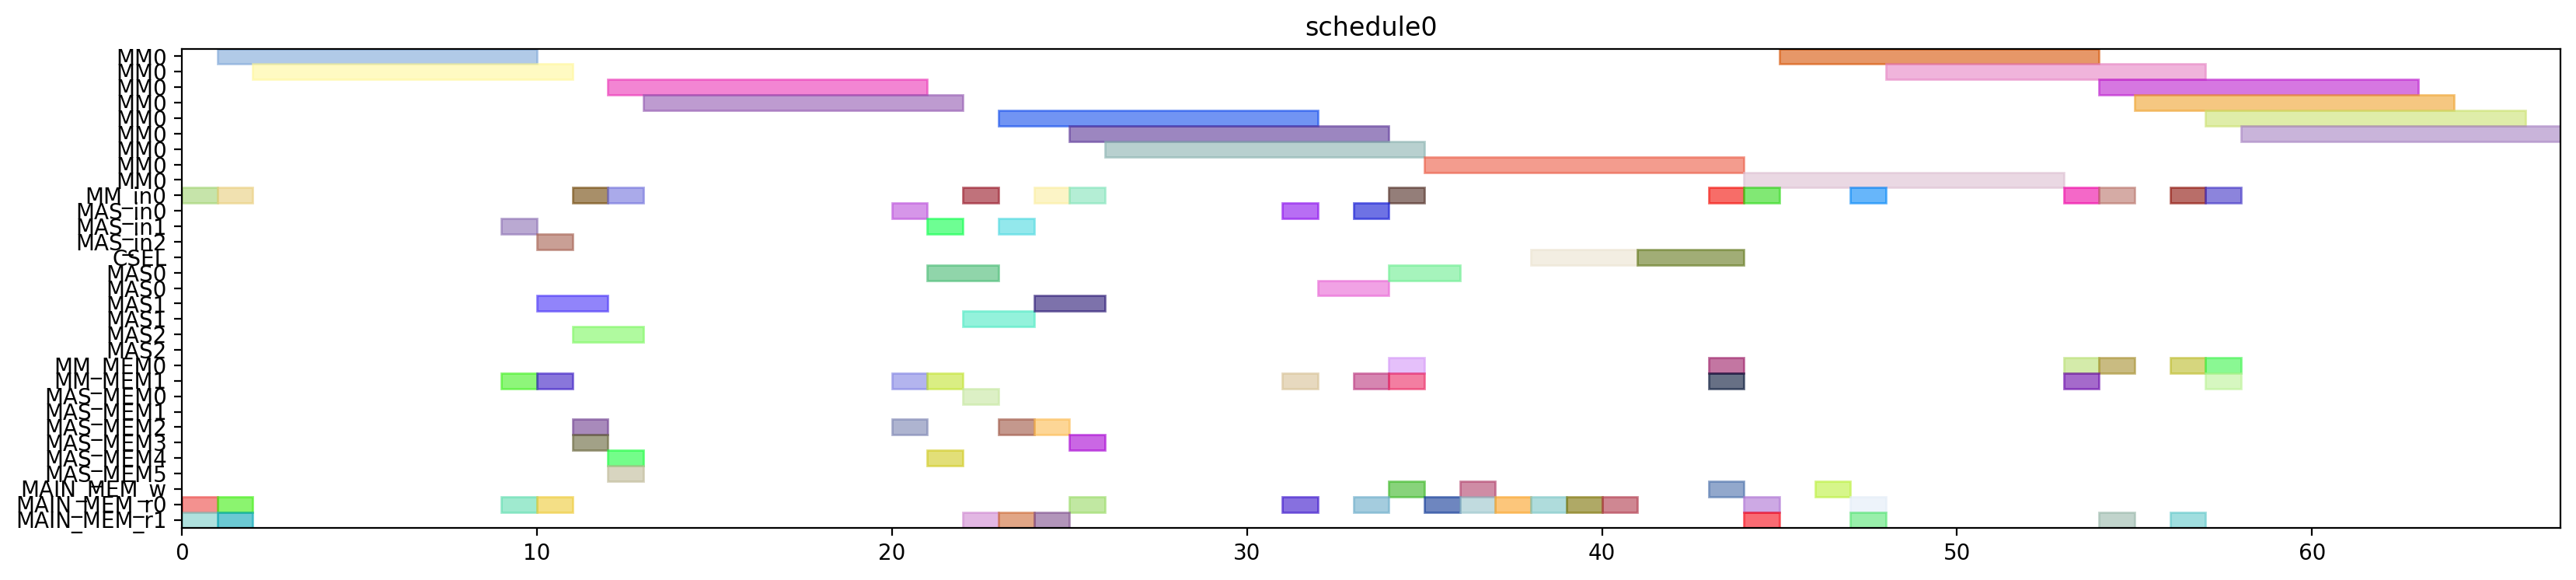 schedule0
MM0
MM0
MM0
MM0
MM0
MM0
MM0
MM0
MM0
MM_in0
MAS_in0
MAS_in1
MAS_in2
CSEL
MAS0
MAS0
MAS1
MAS1
MAS2
MAS2
MM_MEM0
MM_MEM1
MAS_MEM0
MAS_MEM1
MAS_MEM2
MAS_MEM3
MAS_MEM4
MAS_MEM5
MAIN_MEM_w
MAIN_MEM_r0
MAIN_MEM_r1
0 10 20 30 40 50 60